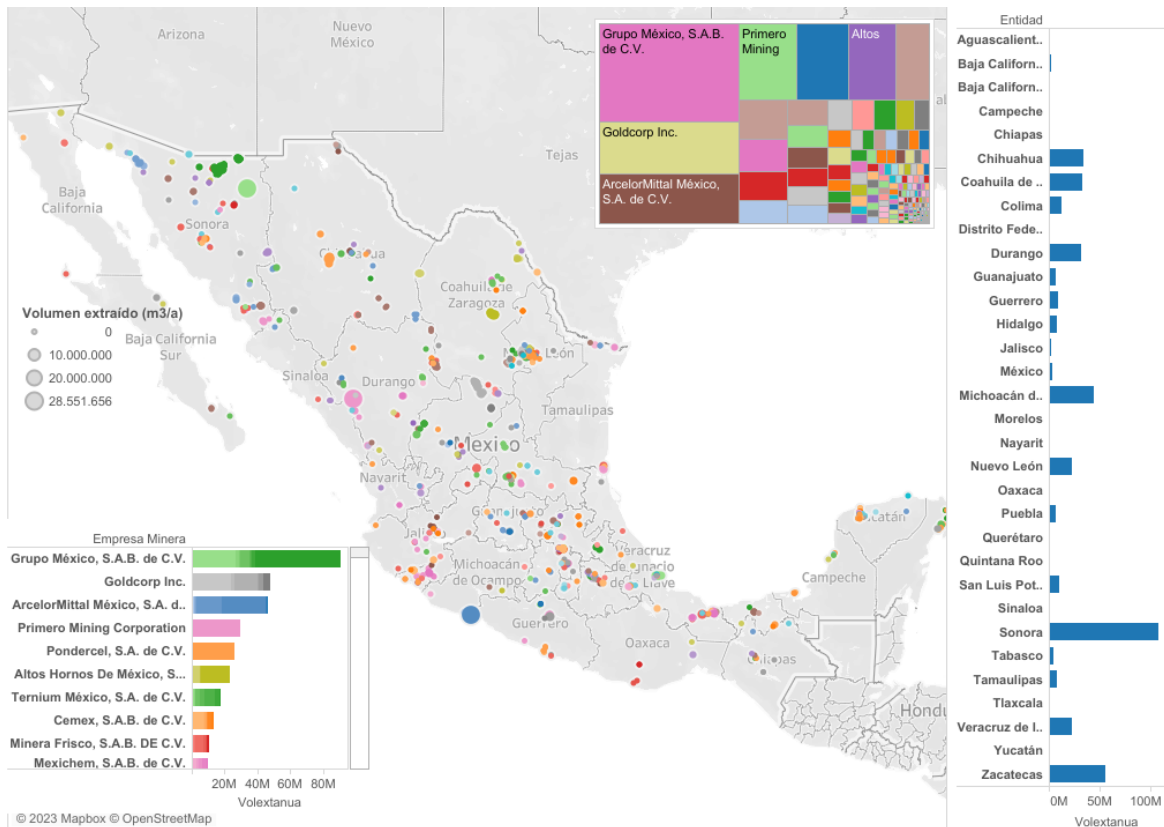 Arizona
Nuevo
México
Tejas
Baja
California
Sonora
Chihuahua
Coahuila de
Zaragoza
Baja California
Sur
Sinaloa
Durango
Nuevo León
Tamaulipas
Mexico
Nayarit
Guanajuato
Jalisco
Michoacán
de Ocampo
Veracruz
de Ignacio
de la Llave
Guerrero
Oaxaca
Chiapas
Campeche
Yucatán
Hondu
Grupo México, S.A.B.
de C.V.
Primero
Mining
Altos
Goldcorp Inc.
ArcelorMittal México,
S.A. de C.V.
Volumen extraído (m3/a)
0
10.000.000
20.000.000
28.551.656
Empresa Minera
Grupo México, S.A.B. de C.V.
Goldcorp Inc.
ArcelorMittal México, S.A. d..
Primero Mining Corporation
Pondercel, S.A. de C.V.
Altos Hornos De México, S...
Ternium México, S.A. de C.V.
Cemex, S.A.B. de C.V.
Minera Frisco, S.A.B. DE C.V.
Mexichem, S.A.B. de C.V.
20M 40M 60M 80M
Volextanua
© 2023 Mapbox © OpenStreetMap
Entidad
Aguascalient..
Baja Californ..
Baja Californ..
Campeche
Chiapas
Chihuahua
Coahuila de ..
Colima
Distrito Fede..
Durango
Guanajuato
Guerrero
Hidalgo
Jalisco
México
Michoacán d..
Morelos
Nayarit
Nuevo León
Oaxaca
Puebla
Querétaro
Quintana Roo
San Luis Pot..
Sinaloa
Sonora
Tabasco
Tamaulipas
Tlaxcala
Veracruz de I..
Yucatán
Zacatecas
0M 50M 100M
Volextanua